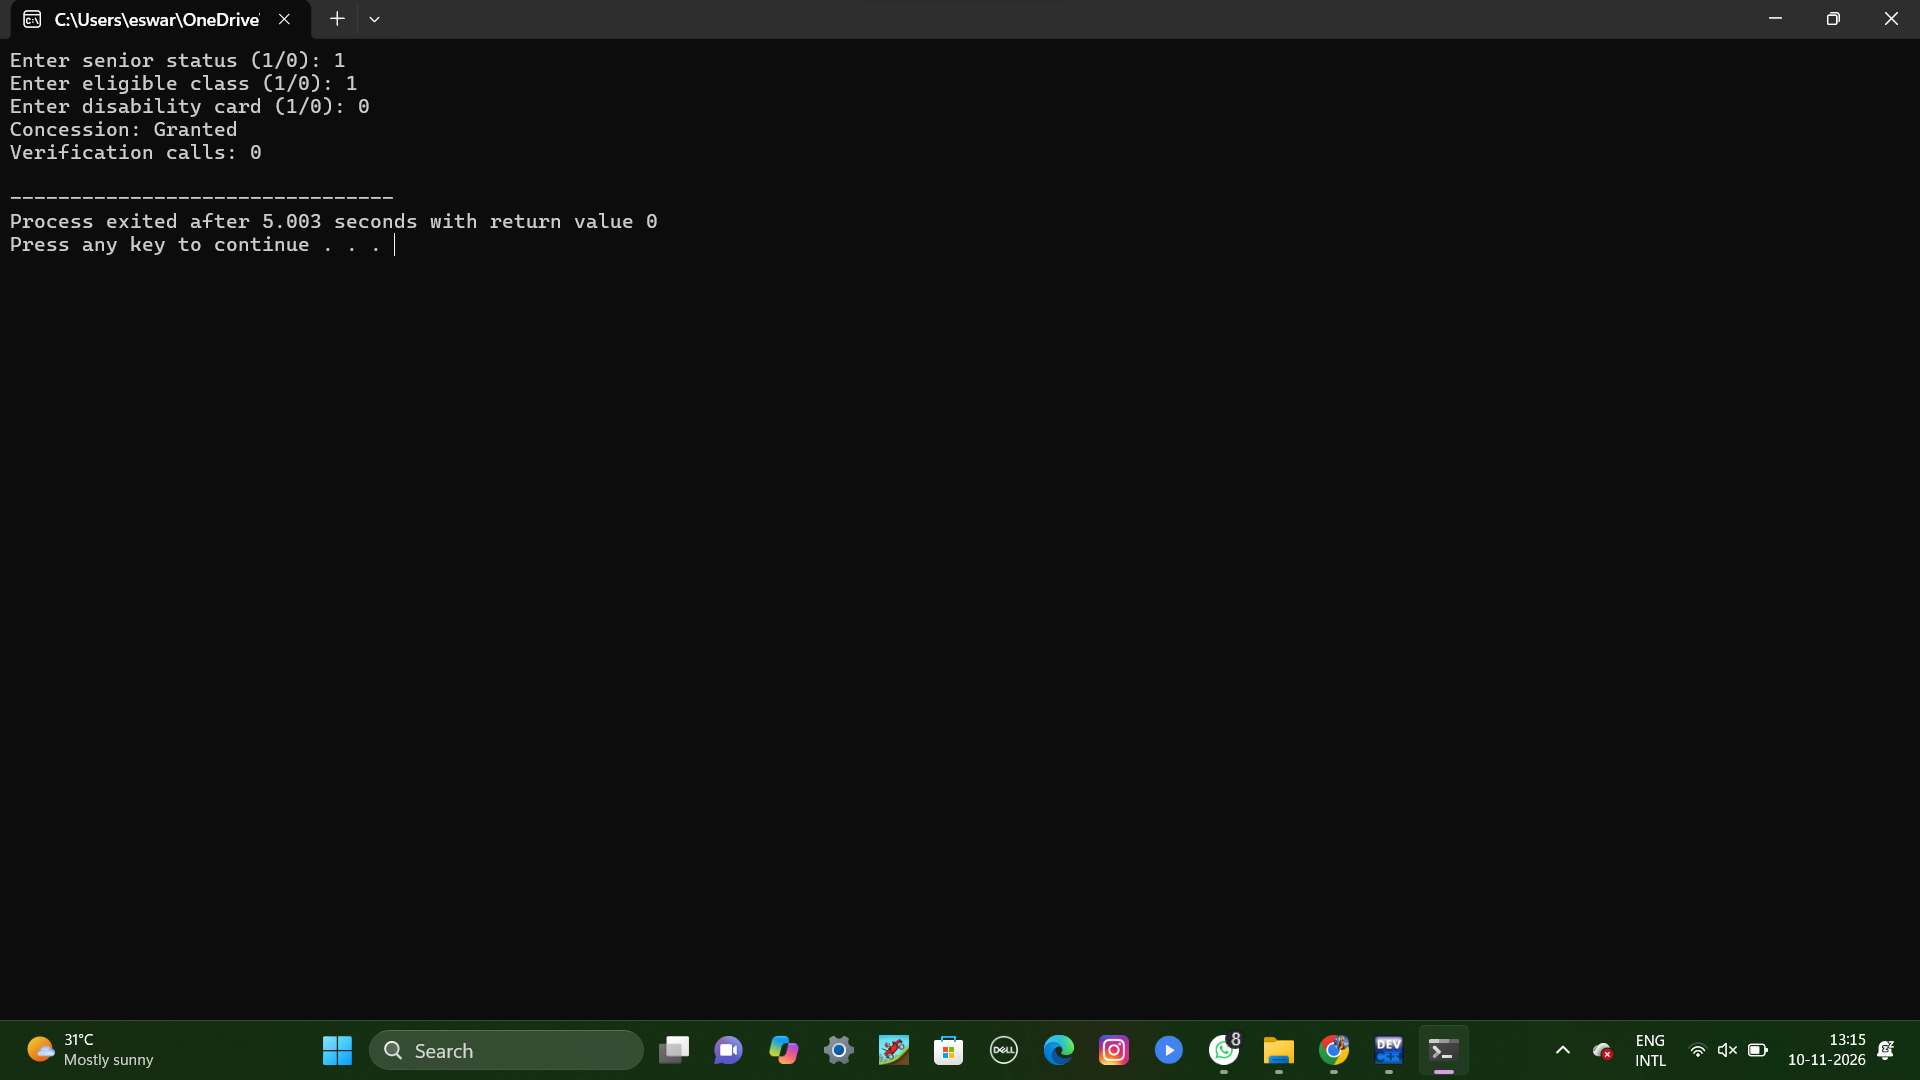 C:\Users\eswar\OneDrive'
Enter senior status (1/0): 1
Enter eligible class (1/0): 1
Enter disability card (1/0): 0
Concession: Granted
Verification calls: 0
--------------------------------
Process exited after 5.003 seconds with return value 0
Press any key to continue . . .
31°C
Mostly sunny
Search
DELL
8
DEV
C++
ENG
INTL
13:15
10-11-2026